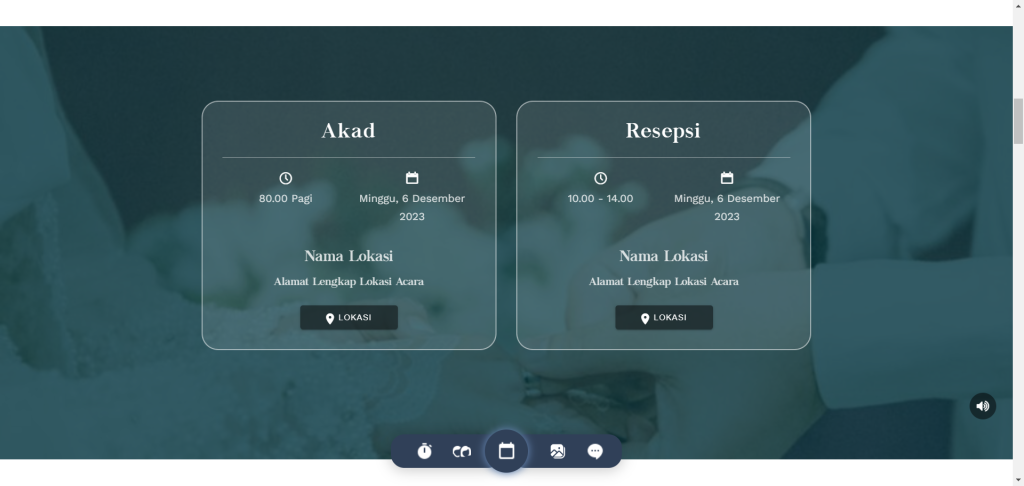 Akad
80.00 Pagi
Minggu, 6 Desember
2023
Nama Lokasi
Alamat Lengkap Lokasi Acara
LOKASI
Resepsi
10.00 - 14.00
Minggu, 6 Desember
2023
Nama Lokasi
Alamat Lengkap Lokasi Acara
LOKASI